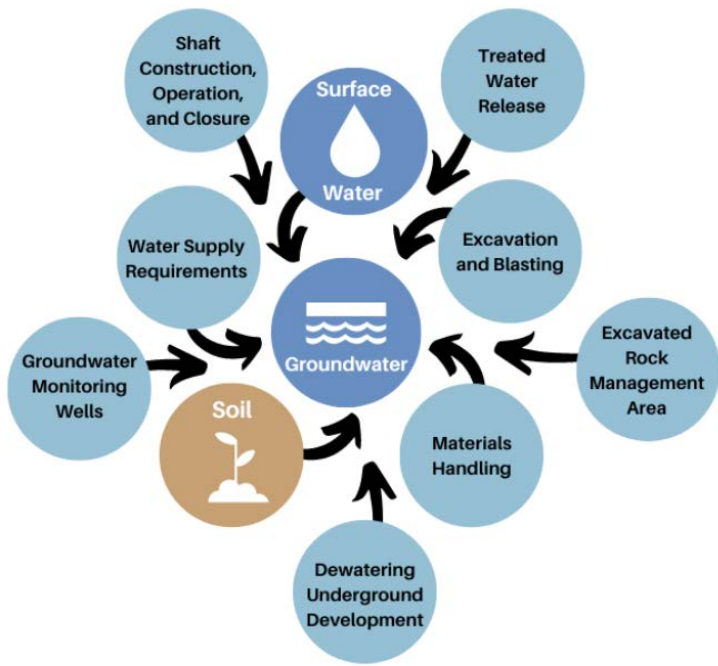 Shaft
Construction,
Operation,
and Closure
Surface
Water
Treated
Water
Release
Water Supply
Requirements
Excavation
and Blasting
Groundwater
Groundwater
Monitoring
Wells
Excavated
Rock
Management
Area
Soil
Materials
Handling
Dewatering
Underground
Development